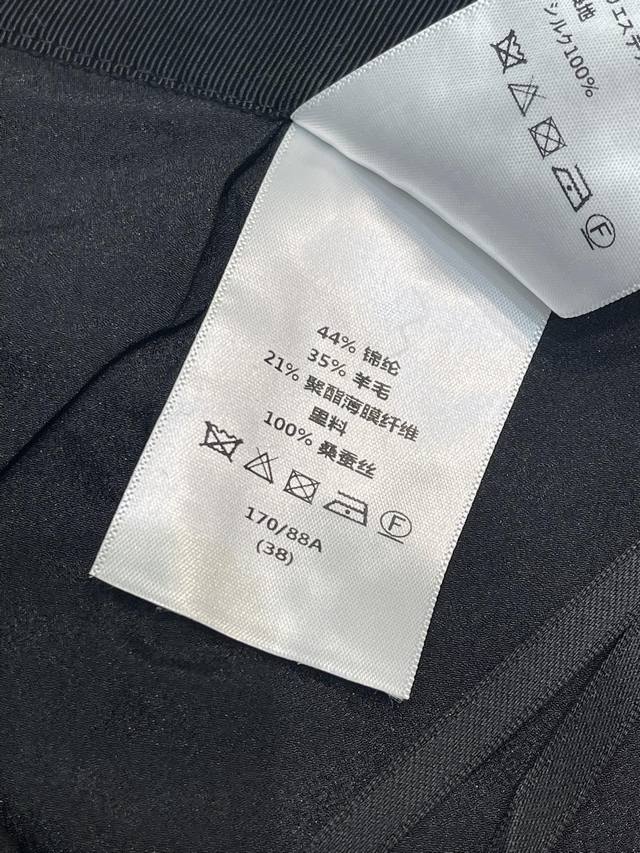 シルク100%
F
44% 锦纶
35% 羊毛
21% 聚酯薄膜纤维
里料
100% 桑蚕丝
F
170/88A
(38)